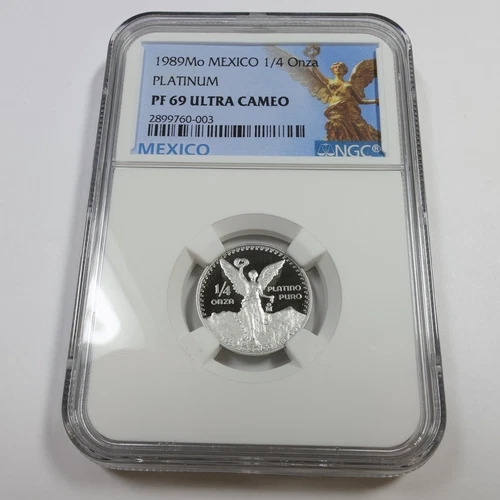 1989Mo MEXICO 1/4 Onza
PLATINUM
PF 69 ULTRA CAMEO
2899760-003
MEXICO
NGC®
1/4
ONZA
PLATINO
PURO